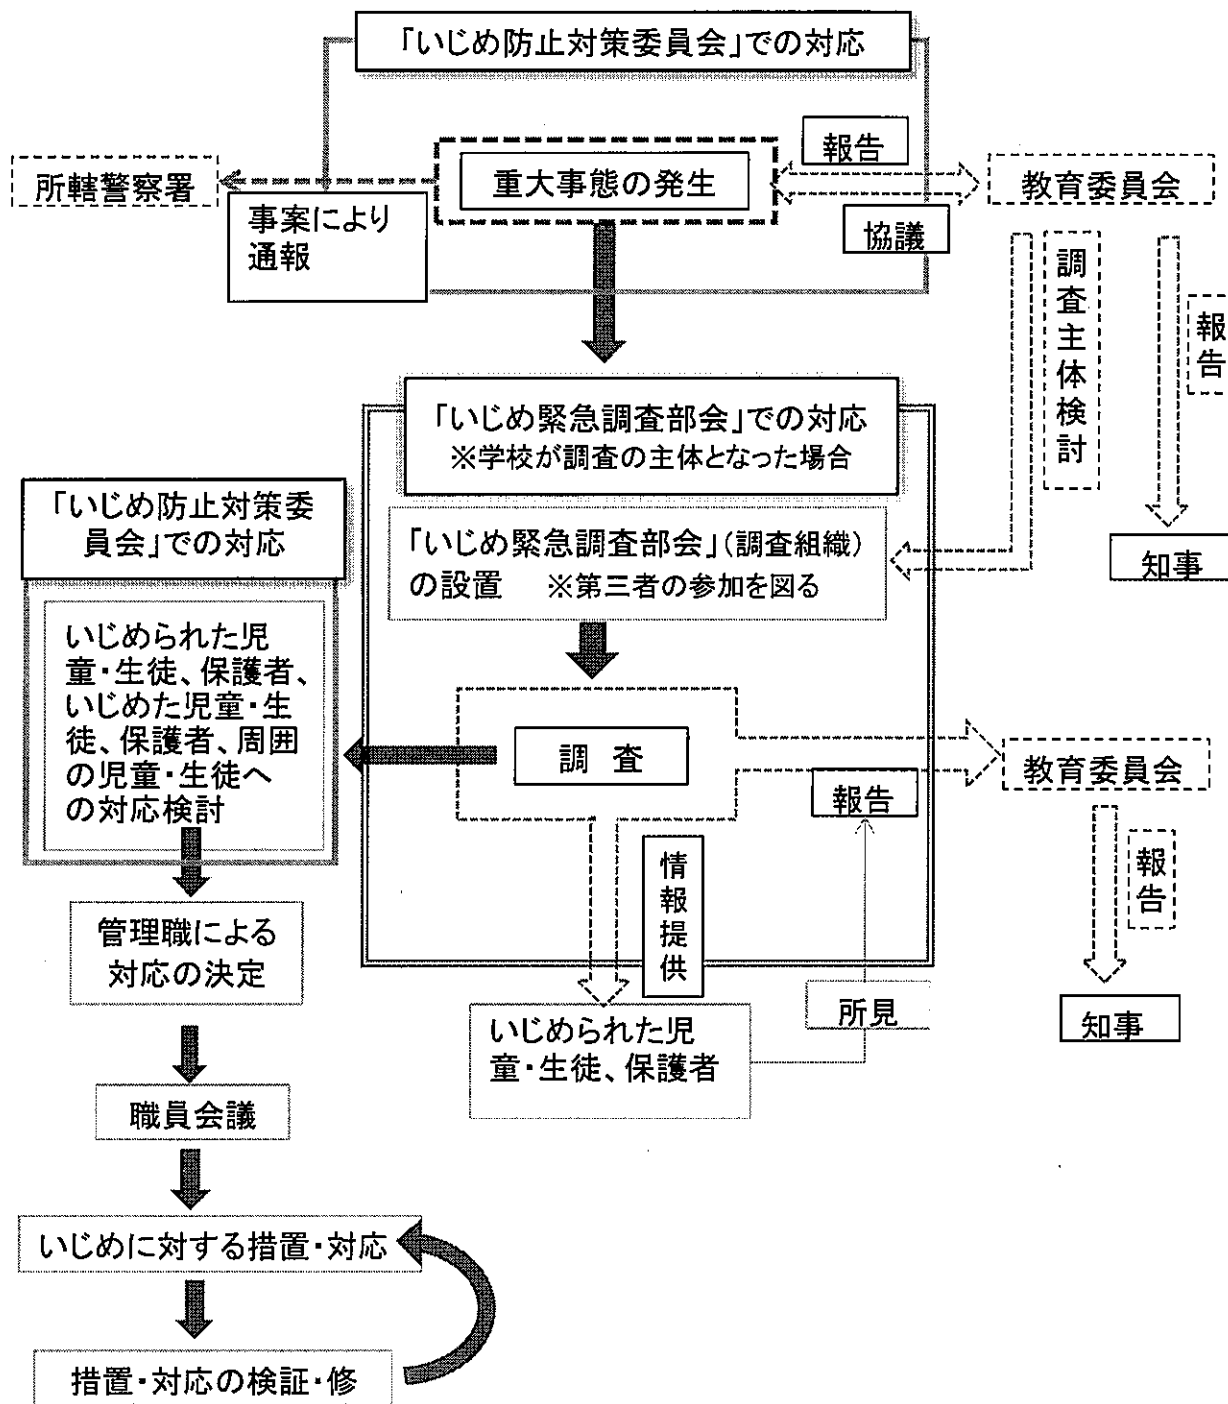 「いじめ防止対策委員会」での対応
報告
所轄警察署
重大事態の発生
教育委員会
事案により
通報
協議
調査主体検討
報告
「いじめ緊急調査部会」での対応
※学校が調査の主体となった場合
「いじめ防止対策委
員会」での対応
「いじめ緊急調査部会」(調査組織)
の設置 ※第三者の参加を図る
知事
いじめられた児
童・生徒、保護者、
いじめた児童・生
徒、保護者、周囲
の児童・生徒へ
の対応検討
調 査
教育委員会
報告
情報提供
報告
管理職による
対応の決定
所見
知事
いじめられた児
童・生徒、保護者
職員会議
いじめに対する措置・対応
措置・対応の検証・修